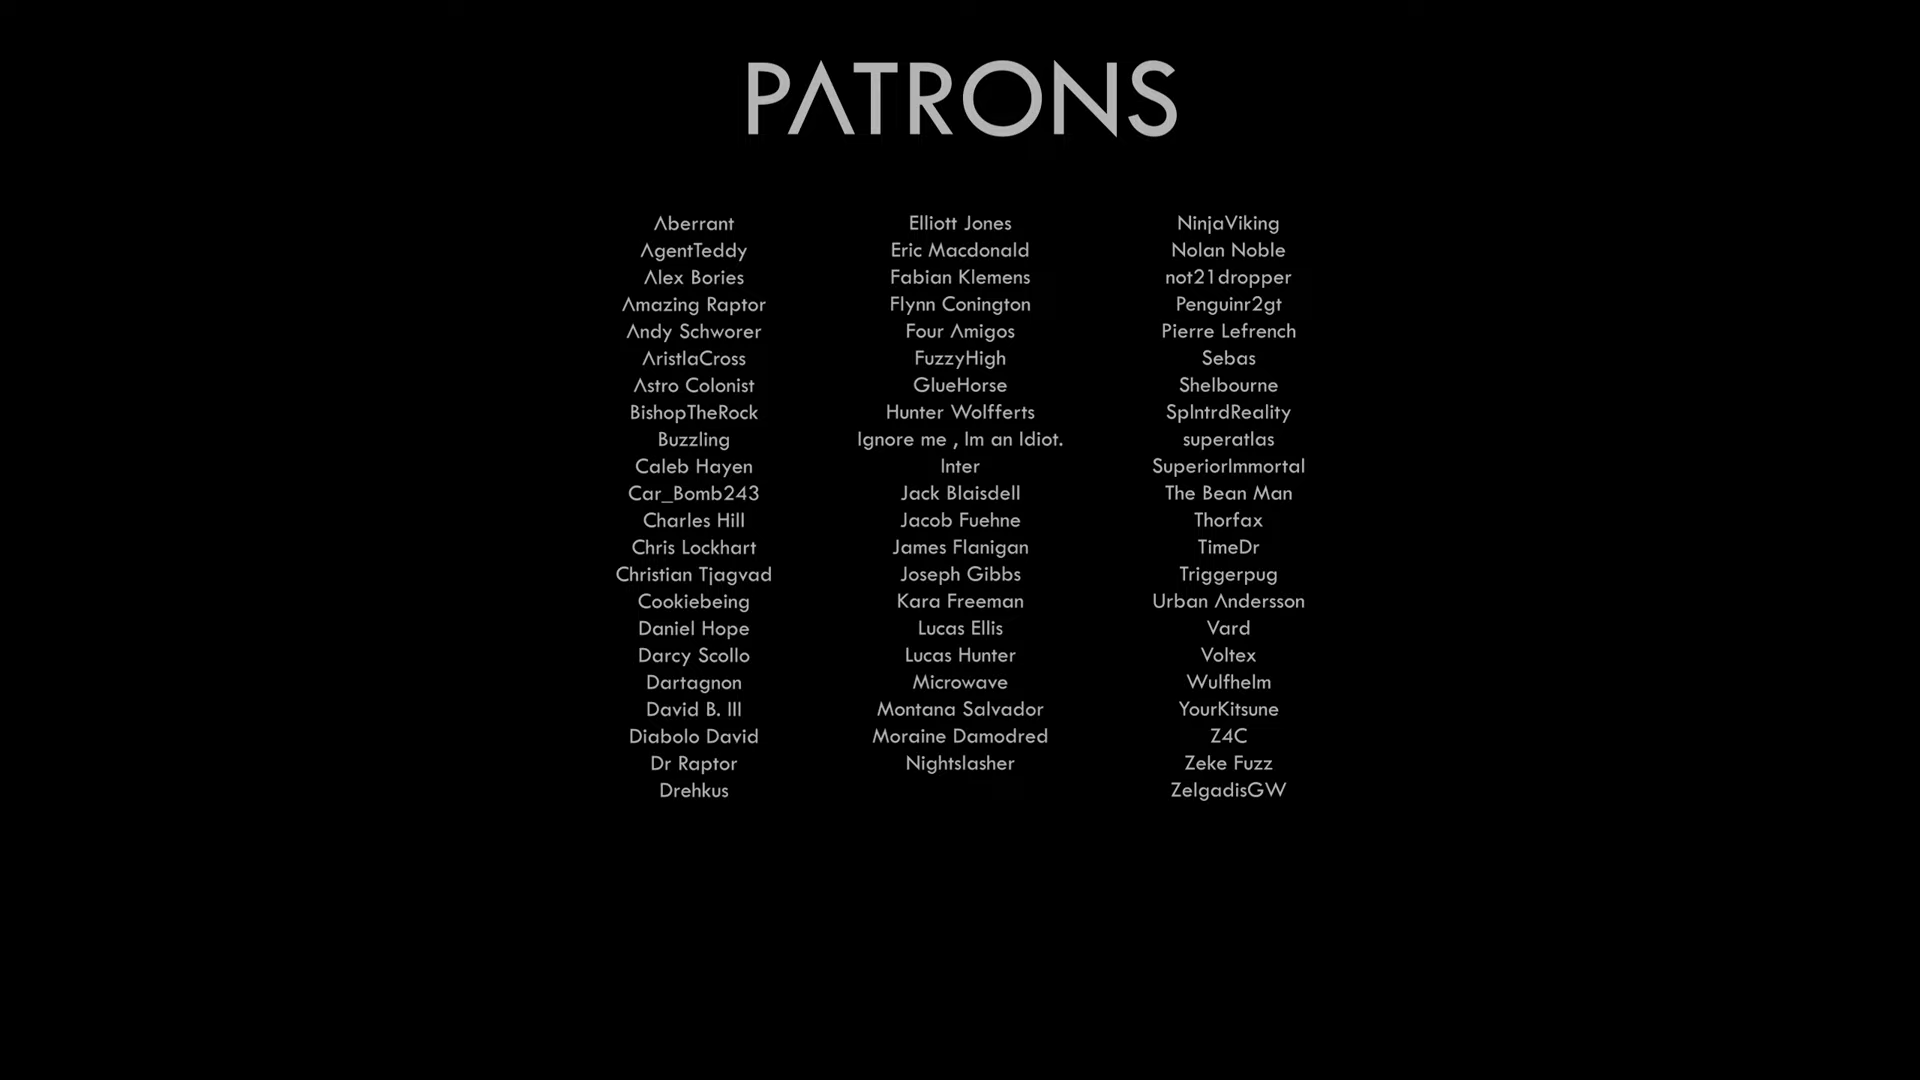 PATRONS
Aberrant
AgentTeddy
Alex Bories
Amazing Raptor
Andy Schworer
AristlaCross
Astro Colonist
BishopTheRock
Buzzling
Caleb Hayen
Car_Bomb243
Charles Hill
Chris Lockhart
Christian Tjagvad
Cookiebeing
Daniel Hope
Darcy Scollo
Dartagnon
David B. III
Diabolo David
Dr Raptor
Drehkus
Elliott Jones
Eric Macdonald
Fabian Klemens
Flynn Conington
Four Amigos
FuzzyHigh
GlueHorse
Hunter Wolfferts
Ignore me , Im an Idiot.
Inter
Jack Blaisdell
Jacob Fuehne
James Flanigan
Joseph Gibbs
Kara Freeman
Lucas Ellis
Lucas Hunter
Microwave
Montana Salvador
Moraine Damodred
Nightslasher
NinjaViking
Nolan Noble
not21dropper
Penguinr2gt
Pierre Lefrench
Sebas
Shelbourne
SplntrdReality
superatlas
SuperiorImmortal
The Bean Man
Thorfax
TimeDr
Triggerpug
Urban Andersson
Vard
Voltex
Wulfhelm
YourKitsune
Z4C
Zeke Fuzz
ZelgadisGW